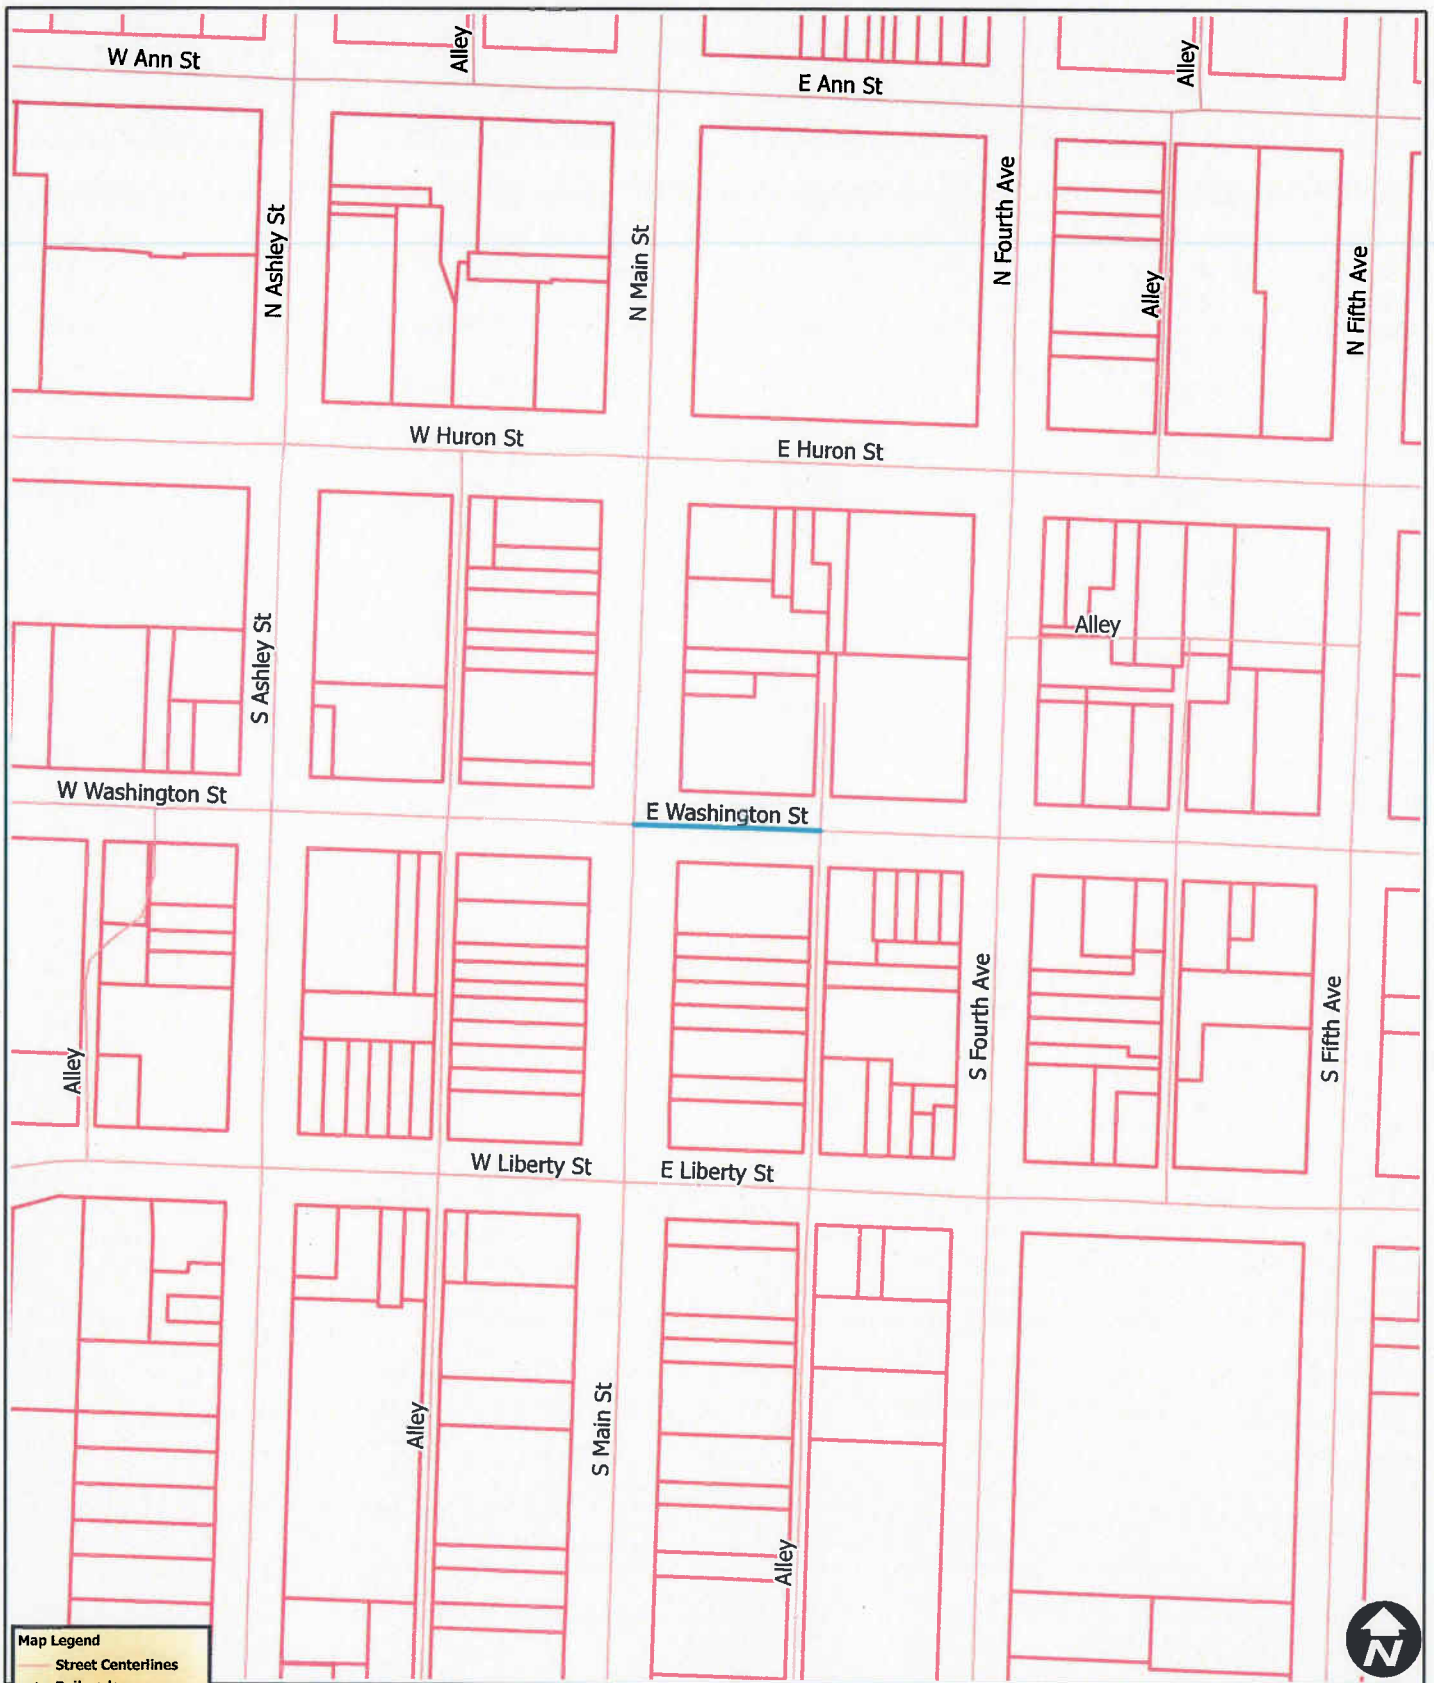 Alley
W Ann St
Alley
E Ann St
N Ashley St
N Main St
N Fourth Ave
Alley
N Fifth Ave
W Huron St
E Huron St
S Ashley St
Alley
W Washington St
E Washington St
Alley
S Fourth Ave
S Fifth Ave
W Liberty St
E Liberty St
Alley
S Main St
Alley
Map Legend
Street Centerlines
N